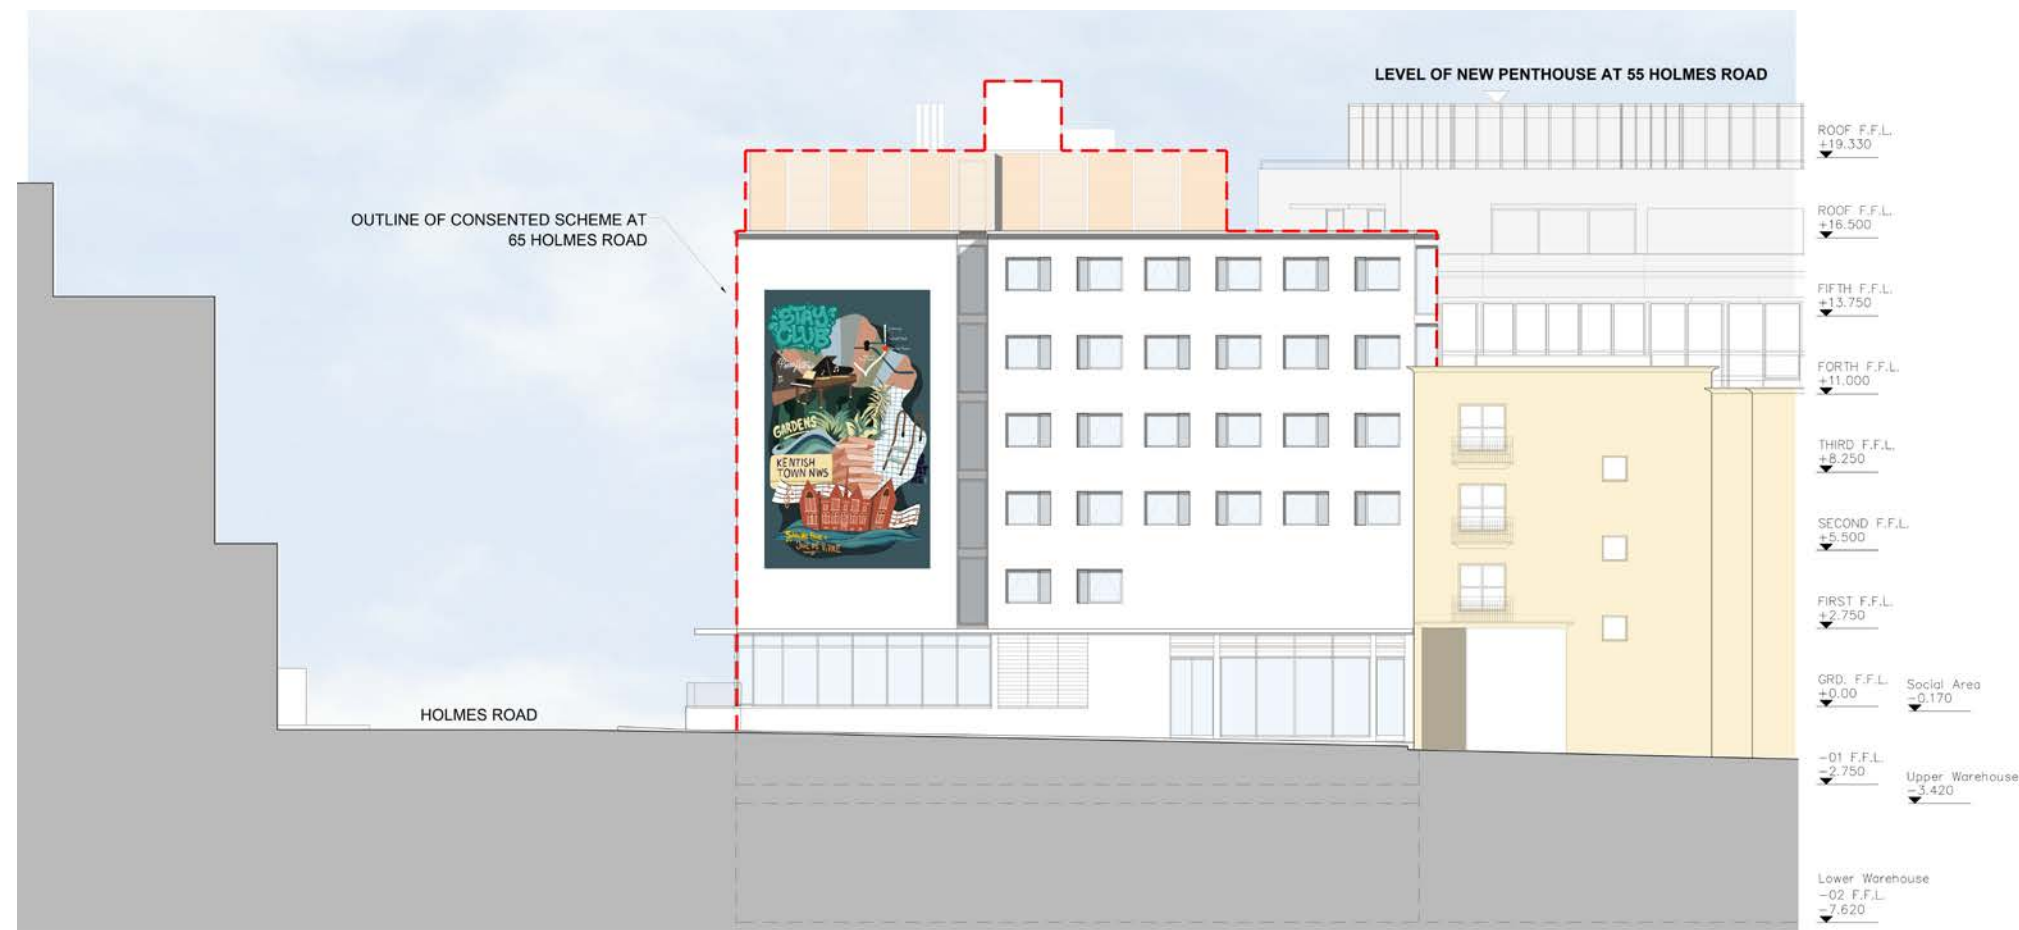 LEVEL OF NEW PENTHOUSE AT 55 HOLMES ROAD
ROOF F.F.L.
+19.330
OUTLINE OF CONSENTED SCHEME AT
65 HOLMES ROAD
ROOF F.F.L.
+16.500
FIFTH F.F.L.
+13.750
STAY
CLUB
FORTH F.F.L.
+11.000
GARDENS
KENTISH
TOWN NW5
THIRD F.F.L.
+8.250
SECOND F.F.L.
+5.500
FIRST F.F.L.
+2.750
GRD. F.F.L.
+0.00
Social Area
-0.170
HOLMES ROAD
-01 F.F.L.
-2.750
Upper Warehouse
-3.420
Lower Warehouse
-02 F.F.L.
-7.620